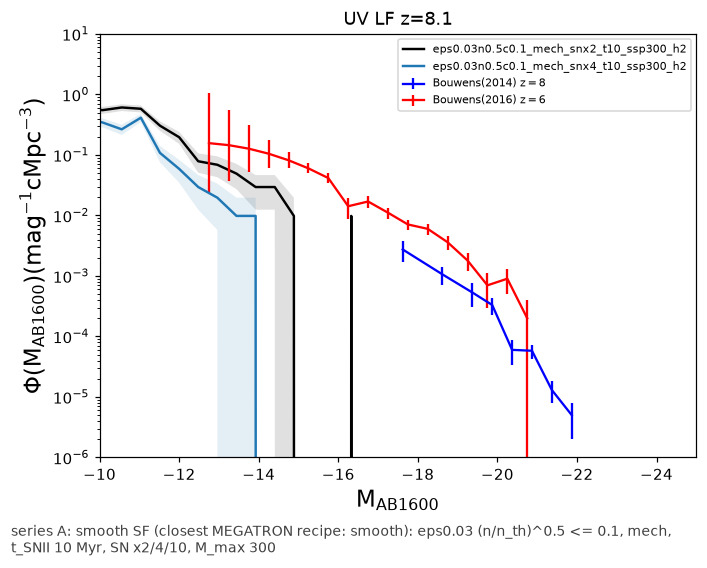 UV LF z=8.1
eps0.03n0.5c0.1_mech_snx2_t10_ssp300_h2
eps0.03n0.5c0.1_mech_snx4_t10_ssp300_h2
Bouwens(2014) z = 8
Bouwens(2016) z = 6
10^1
10^0
10^−1
10^−2
10^−3
10^−4
10^−5
10^−6
Φ(M_AB1600)(mag^−1cMpc^−3)
−10 −12 −14 −16 −18 −20 −22 −24
M_AB1600
series A: smooth SF (closest MEGATRON recipe: smooth): eps0.03 (n/n_th)^0.5 <= 0.1, mech,
t_SNII 10 Myr, SN x2/4/10, M_max 300